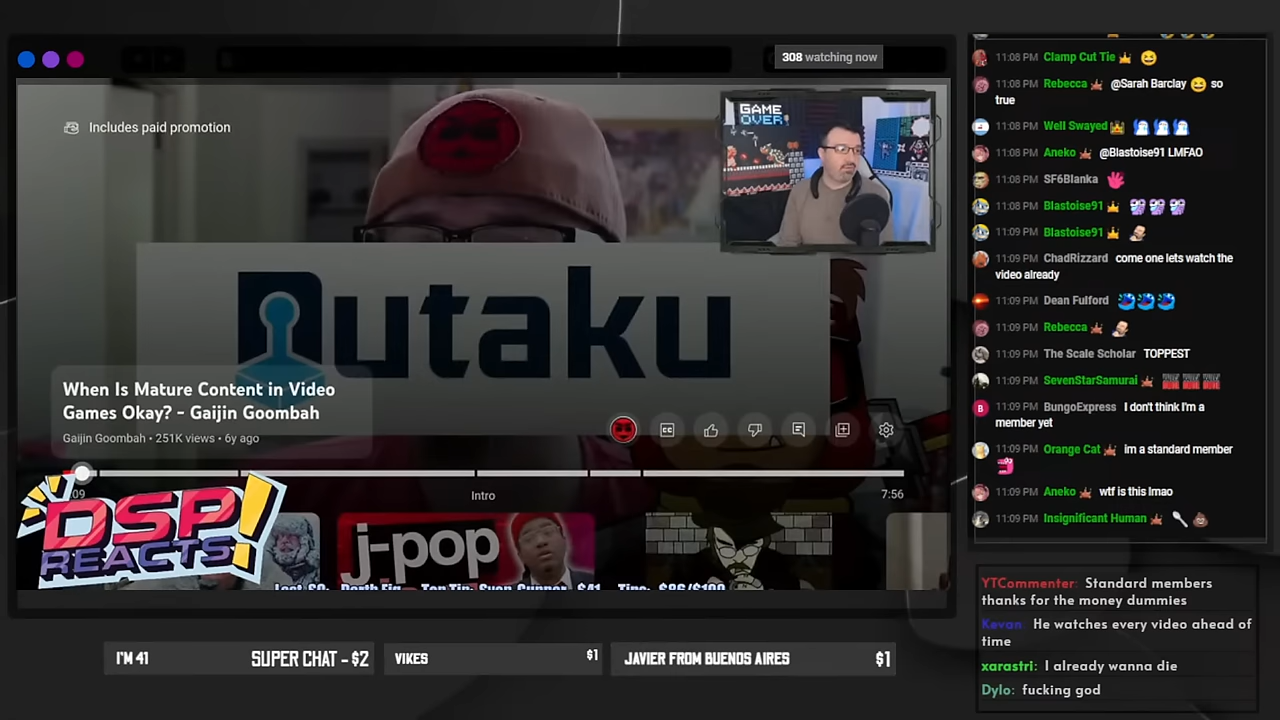 308 watching now
Includes paid promotion
GAME
OVER!
nutaku
When Is Mature Content in Video
Games Okay? - Gaijin Goombah
Gaijin Goombah • 251K views • 6y ago
Intro
7:56
DSP
REACTS!
j-pop
I'M 41
SUPER CHAT - $2
VIKES
$1
JAVIER FROM BUENOS AIRES
$1
11:08 PM Clamp Cut Tie 😆
11:08 PM Rebecca @Sarah Barclay 😆 so
true
11:08 PM Well Swayed
11:08 PM Aneko @Blastoise91 LMFAO
11:08 PM SF6Blanka
11:08 PM Blastoise91
11:09 PM Blastoise91
11:09 PM ChadRizzard come one lets watch the
video already
11:09 PM Dean Fulford
11:09 PM Rebecca
11:09 PM The Scale Scholar TOPPEST
11:09 PM SevenStarSamurai
11:09 PM BungoExpress I don't think I'm a
member yet
11:09 PM Orange Cat im a standard member
11:09 PM Aneko wtf is this lmao
11:09 PM Insignificant Human 🥄 💩
YTCommenter: Standard members
thanks for the money dummies
Kevan: He watches every video ahead of
time
xarastri: I already wanna die
Dylo: fucking god